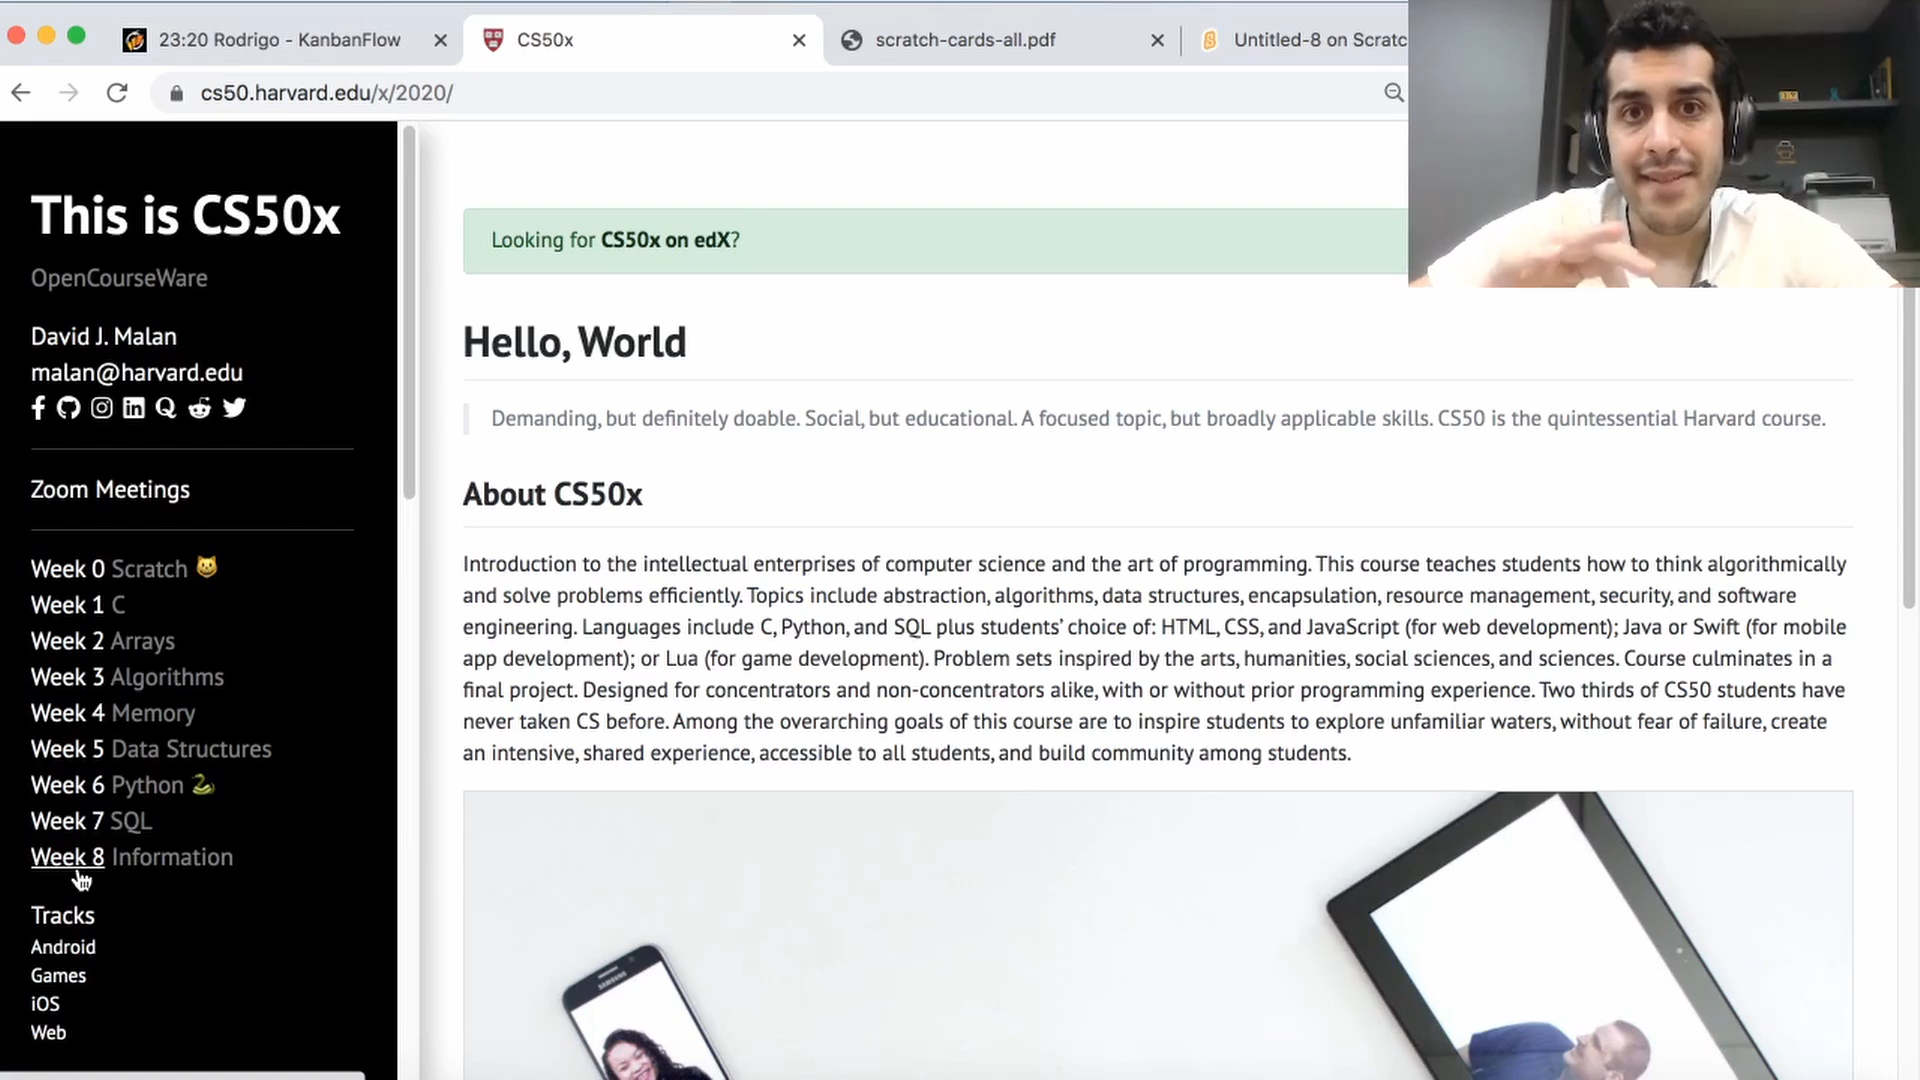 23:20 Rodrigo - KanbanFlow
CS50x
scratch-cards-all.pdf
Untitled-8 on Scratc
cs50.harvard.edu/x/2020/
This is CS50x
OpenCourseWare
David J. Malan
malan@harvard.edu
Zoom Meetings
Week 0 Scratch
Week 1 C
Week 2 Arrays
Week 3 Algorithms
Week 4 Memory
Week 5 Data Structures
Week 6 Python
Week 7 SQL
Week 8 Information
Tracks
Android
Games
iOS
Web
Looking for CS50x on edX?
Hello, World
Demanding, but definitely doable. Social, but educational. A focused topic, but broadly applicable skills. CS50 is the quintessential Harvard course.
About CS50x
Introduction to the intellectual enterprises of computer science and the art of programming. This course teaches students how to think algorithmically
and solve problems efficiently. Topics include abstraction, algorithms, data structures, encapsulation, resource management, security, and software
engineering. Languages include C, Python, and SQL plus students’ choice of: HTML, CSS, and JavaScript (for web development); Java or Swift (for mobile
app development); or Lua (for game development). Problem sets inspired by the arts, humanities, social sciences, and sciences. Course culminates in a
final project. Designed for concentrators and non-concentrators alike, with or without prior programming experience. Two thirds of CS50 students have
never taken CS before. Among the overarching goals of this course are to inspire students to explore unfamiliar waters, without fear of failure, create
an intensive, shared experience, accessible to all students, and build community among students.
SAMSUNG